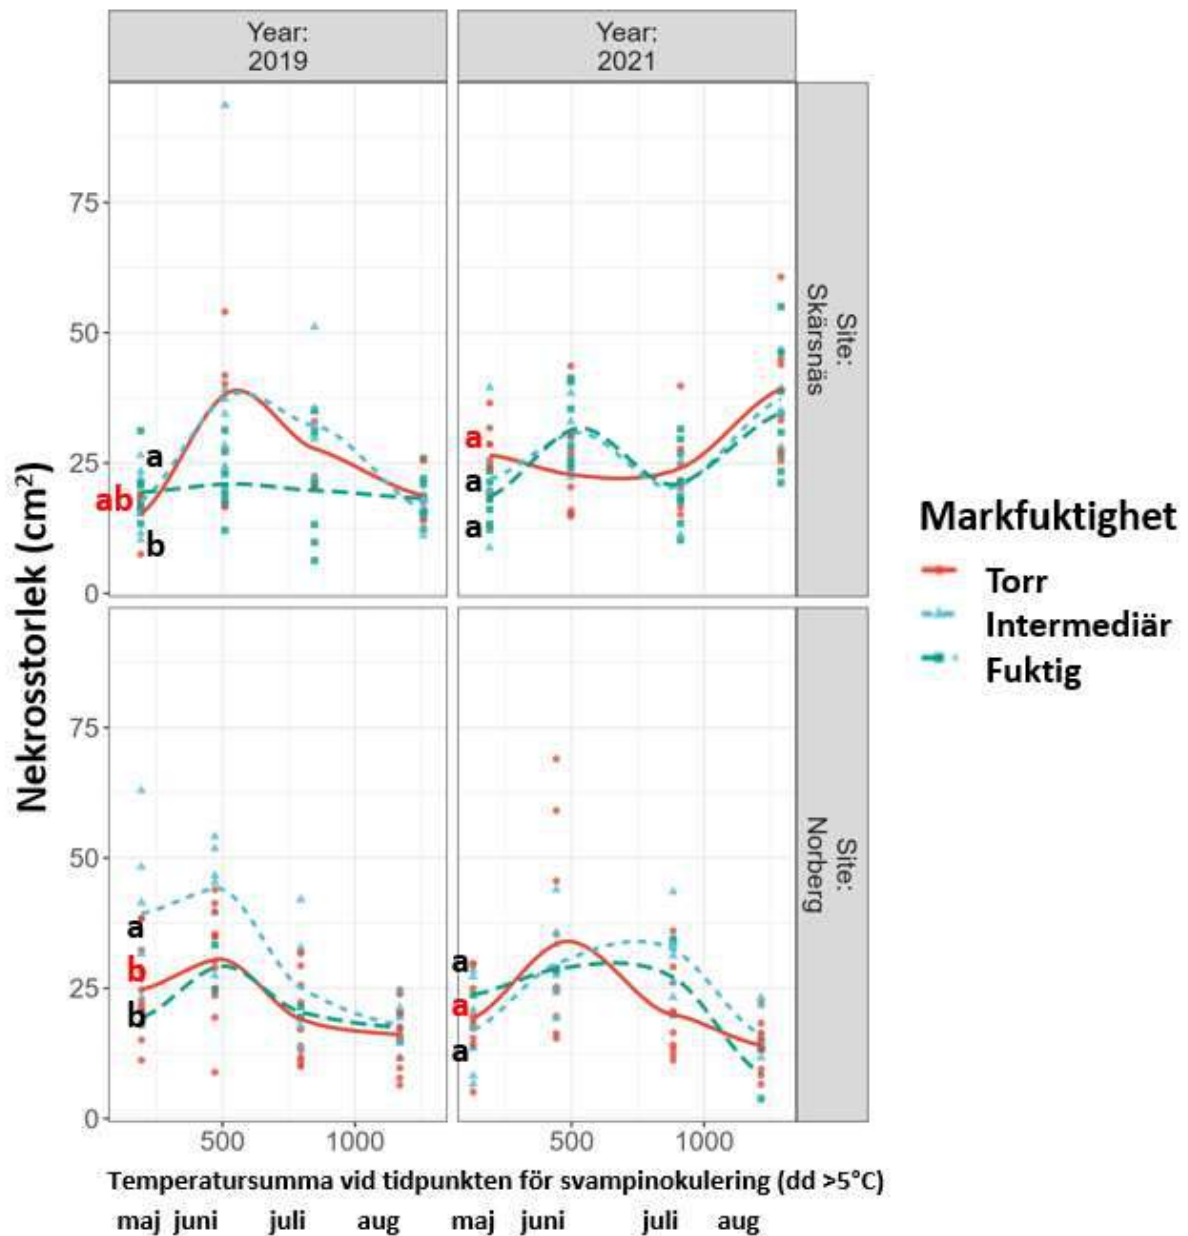 Year:
2019
Year:
2021
75
50
25
0
a
ab
b
a
a
a
Site:
Skärsnäs
Nekrosstorlek (cm²)
Markfuktighet
Torr
Intermediär
Fuktig
75
50
25
0
a
b
b
a
a
a
Site:
Norberg
500 1000 500 1000
Temperatursumma vid tidpunkten för svampinokulering (dd >5°C)
maj juni juli aug maj juni juli aug